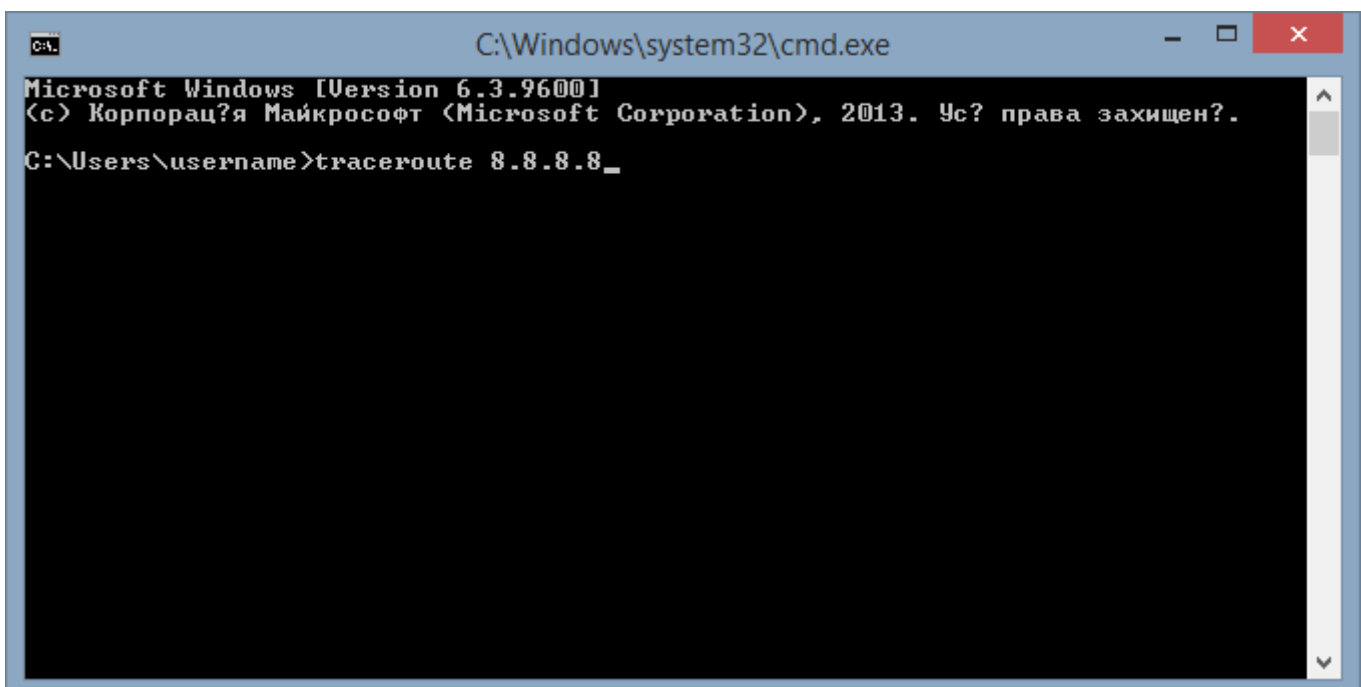 C:\Windows\system32\cmd.exe
Microsoft Windows [Version 6.3.9600]
(c) Корпорац?я Майкрософт (Microsoft Corporation), 2013. Ус? права захищен?.
C:\Users\username>traceroute 8.8.8.8_